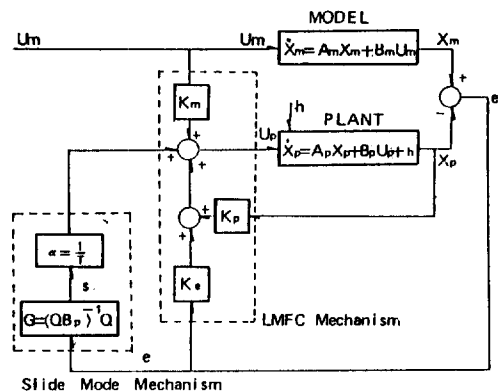 MODEL
Um
Um
Ẋm=AmXm+BmUm
Xm
+
-
e
Km
h
PLANT
Up
Ẋp=ApXp+BpUp+h
Xp
+
+
+
+
+
Kp
α=1/T
s
G=(QBp)⁻¹Q
Ke
LMFC Mechanism
e
Slide Mode Mechanism